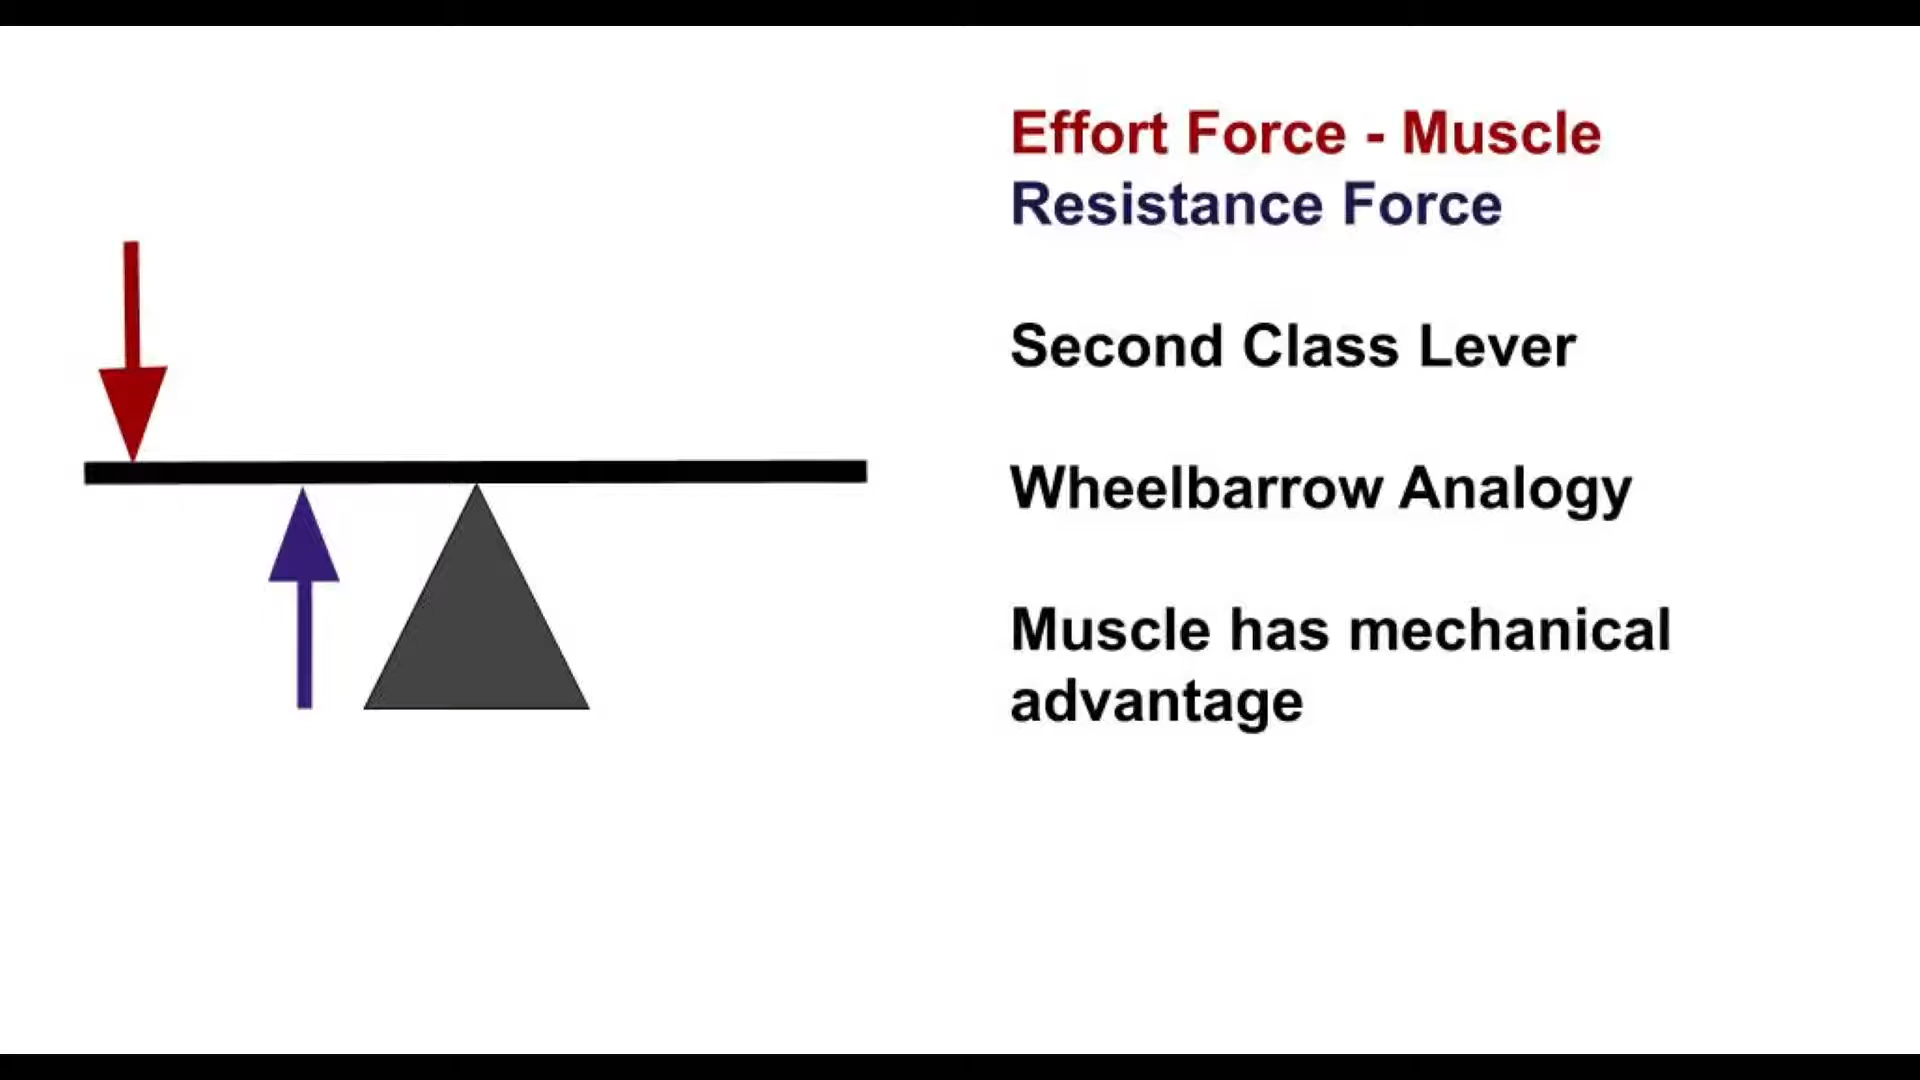 Effort Force - Muscle
Resistance Force
Second Class Lever
Wheelbarrow Analogy
Muscle has mechanical
advantage